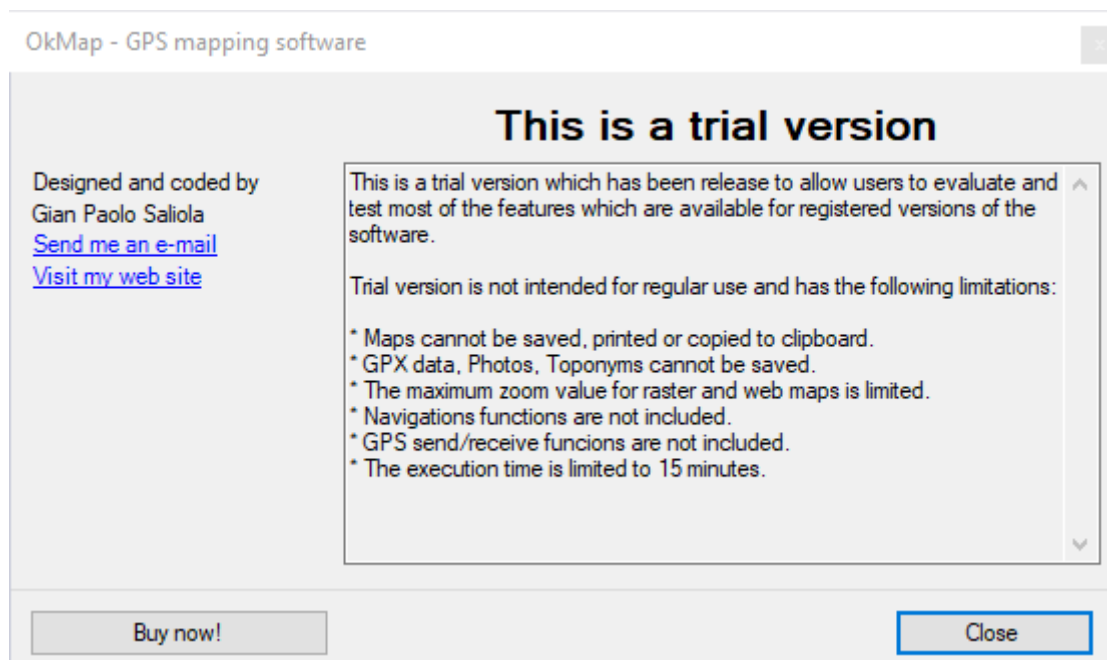 OkMap - GPS mapping software
This is a trial version
Designed and coded by
Gian Paolo Saliola
Send me an e-mail
Visit my web site
This is a trial version which has been release to allow users to evaluate and
test most of the features which are available for registered versions of the
software.
Trial version is not intended for regular use and has the following limitations:
* Maps cannot be saved, printed or copied to clipboard.
* GPX data, Photos, Toponyms cannot be saved.
* The maximum zoom value for raster and web maps is limited.
* Navigations functions are not included.
* GPS send/receive funcions are not included.
* The execution time is limited to 15 minutes.
Buy now!
Close